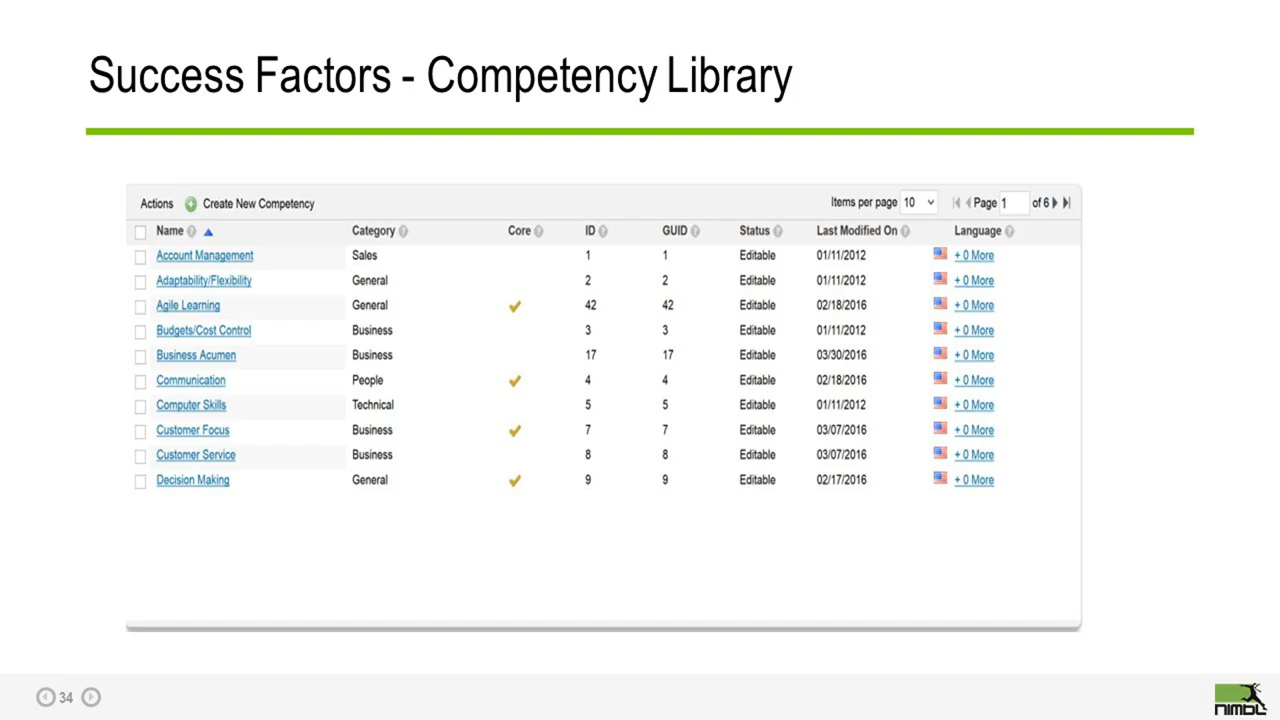 Success Factors - Competency Library
Actions Create New Competency Items per page 10 Page 1 of 6
Name Category Core ID GUID Status Last Modified On Language
Account Management Sales 1 1 Editable 01/11/2012 + 0 More
Adaptability/Flexibility General 2 2 Editable 01/11/2012 + 0 More
Agile Learning General 42 42 Editable 02/18/2016 + 0 More
Budgets/Cost Control Business 3 3 Editable 01/11/2012 + 0 More
Business Acumen Business 17 17 Editable 03/30/2016 + 0 More
Communication People 4 4 Editable 02/18/2016 + 0 More
Computer Skills Technical 5 5 Editable 01/11/2012 + 0 More
Customer Focus Business 7 7 Editable 03/07/2016 + 0 More
Customer Service Business 8 8 Editable 03/07/2016 + 0 More
Decision Making General 9 9 Editable 02/17/2016 + 0 More
34
nimbl